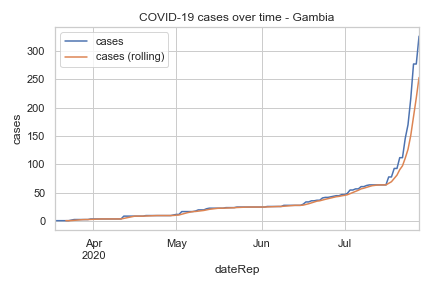 COVID-19 cases over time - Gambia
cases
cases (rolling)
300
250
200
150
100
50
0
cases
Apr
2020
May
Jun
Jul
dateRep